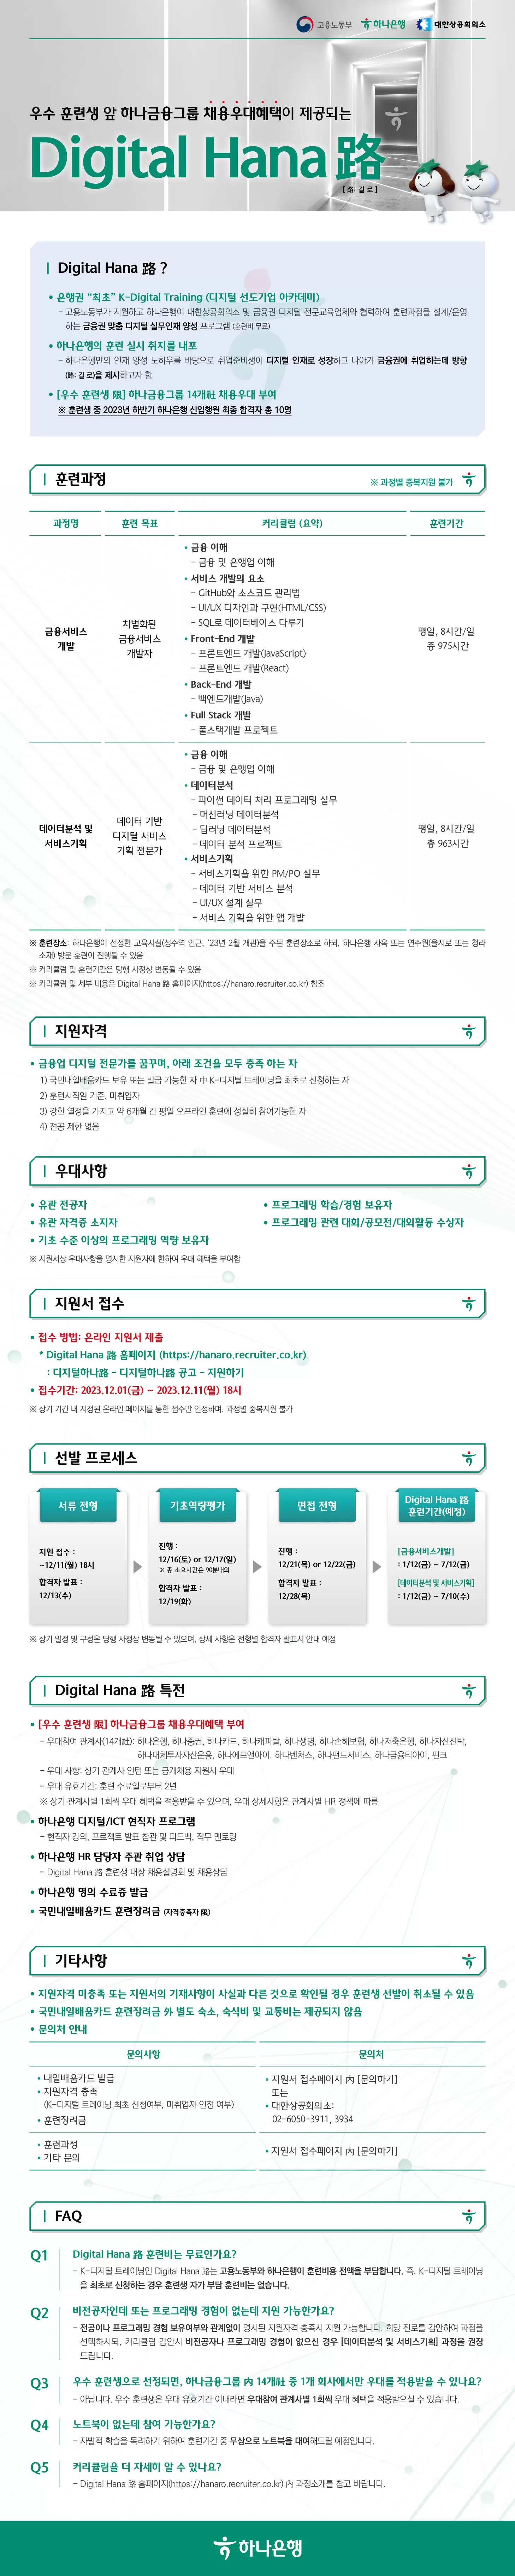 고용노동부 하나은행 대한상공회의소
우수 훈련생 앞 하나금융그룹 채용우대혜택이 제공되는
Digital Hana 路
[ 路: 길 로 ]
Digital Hana 路 ?
• 은행권 “최초” K-Digital Training (디지털 선도기업 아카데미)
- 고용노동부가 지원하고 하나은행이 대한상공회의소 및 금융권 디지털 전문교육업체와 협력하여 훈련과정을 설계/운영
하는 금융권 맞춤 디지털 실무인재 양성 프로그램 (훈련비 무료)
• 하나은행의 훈련 실시 취지를 내포
- 하나은행만의 인재 양성 노하우를 바탕으로 취업준비생이 디지털 인재로 성장하고 나아가 금융권에 취업하는데 방향
(路: 길 로)을 제시하고자 함
• [우수 훈련생 限] 하나금융그룹 14개社 채용우대 부여
※ 훈련생 중 2023년 하반기 하나은행 신입행원 최종 합격자 총 10명
훈련과정
※ 과정별 중복지원 불가
과정명 훈련 목표 커리큘럼 (요약) 훈련기간
금융서비스
개발
차별화된
금융서비스
개발자
• 금융 이해
- 금융 및 은행업 이해
• 서비스 개발의 요소
- GitHub와 소스코드 관리법
- UI/UX 디자인과 구현(HTML/CSS)
- SQL로 데이터베이스 다루기
• Front-End 개발
- 프론트엔드 개발(JavaScript)
- 프론트엔드 개발(React)
• Back-End 개발
- 백엔드개발(Java)
• Full Stack 개발
- 풀스택개발 프로젝트
평일, 8시간/일
총 975시간
데이터분석 및
서비스기획
데이터 기반
디지털 서비스
기획 전문가
• 금융 이해
- 금융 및 은행업 이해
• 데이터분석
- 파이썬 데이터 처리 프로그래밍 실무
- 머신러닝 데이터분석
- 딥러닝 데이터분석
- 데이터 분석 프로젝트
• 서비스기획
- 서비스기획을 위한 PM/PO 실무
- 데이터 기반 서비스 분석
- UI/UX 설계 실무
- 서비스 기획을 위한 앱 개발
평일, 8시간/일
총 963시간
※ 훈련장소: 하나은행이 선정한 교육시설(성수역 인근, ‘23년 2월 개관)을 주된 훈련장소로 하되, 하나은행 사옥 또는 연수원(을지로 또는 청라
소재) 방문 훈련이 진행될 수 있음
※ 커리큘럼 및 훈련기간은 당행 사정상 변동될 수 있음
※ 커리큘럼 및 세부 내용은 Digital Hana 路 홈페이지(https://hanaro.recruiter.co.kr) 참조
지원자격
• 금융업 디지털 전문가를 꿈꾸며, 아래 조건을 모두 충족 하는 자
1) 국민내일배움카드 보유 또는 발급 가능한 자 中 K-디지털 트레이닝을 최초로 신청하는 자
2) 훈련시작일 기준, 미취업자
3) 강한 열정을 가지고 약 6개월 간 평일 오프라인 훈련에 성실히 참여가능한 자
4) 전공 제한 없음
우대사항
• 유관 전공자
• 프로그래밍 학습/경험 보유자
• 유관 자격증 소지자
• 프로그래밍 관련 대회/공모전/대외활동 수상자
• 기초 수준 이상의 프로그래밍 역량 보유자
※ 지원서상 우대사항을 명시한 지원자에 한하여 우대 혜택을 부여함
지원서 접수
• 접수 방법: 온라인 지원서 제출
* Digital Hana 路 홈페이지 (https://hanaro.recruiter.co.kr)
: 디지털하나路 - 디지털하나路 공고 - 지원하기
• 접수기간: 2023.12.01(금) ~ 2023.12.11(월) 18시
※ 상기 기간 내 지정된 온라인 페이지를 통한 접수만 인정하며, 과정별 중복지원 불가
선발 프로세스
서류 전형
지원 접수 :
~12/11(월) 18시
합격자 발표 :
12/13(수)
기초역량평가
진행 :
12/16(토) or 12/17(일)
※ 총 소요시간은 90분내외
합격자 발표 :
12/19(화)
면접 전형
진행 :
12/21(목) or 12/22(금)
합격자 발표 :
12/28(목)
Digital Hana 路
훈련기간(예정)
[금융서비스개발]
: 1/12(금) ~ 7/12(금)
[데이터분석 및 서비스기획]
: 1/12(금) ~ 7/10(수)
※ 상기 일정 및 구성은 당행 사정상 변동될 수 있으며, 상세 사항은 전형별 합격자 발표시 안내 예정
Digital Hana 路 특전
• [우수 훈련생 限] 하나금융그룹 채용우대혜택 부여
- 우대참여 관계사(14개社): 하나은행, 하나증권, 하나카드, 하나캐피탈, 하나생명, 하나손해보험, 하나저축은행, 하나자산신탁,
하나대체투자자산운용, 하나에프앤아이, 하나벤처스, 하나펀드서비스, 하나금융티아이, 핀크
- 우대 사항: 상기 관계사 인턴 또는 공개채용 지원시 우대
- 우대 유효기간: 훈련 수료일로부터 2년
※ 상기 관계사별 1회씩 우대 혜택을 적용받을 수 있으며, 우대 상세사항은 관계사별 HR 정책에 따름
• 하나은행 디지털/ICT 현직자 프로그램
- 현직자 강의, 프로젝트 발표 참관 및 피드백, 직무 멘토링
• 하나은행 HR 담당자 주관 취업 상담
- Digital Hana 路 훈련생 대상 채용설명회 및 채용상담
• 하나은행 명의 수료증 발급
• 국민내일배움카드 훈련장려금 (자격충족자 限)
기타사항
• 지원자격 미충족 또는 지원서의 기재사항이 사실과 다른 것으로 확인될 경우 훈련생 선발이 취소될 수 있음
• 국민내일배움카드 훈련장려금 外 별도 숙소, 숙식비 및 교통비는 제공되지 않음
• 문의처 안내
문의사항 문의처
• 내일배움카드 발급
• 지원자격 충족
(K-디지털 트레이닝 최초 신청여부, 미취업자 인정 여부)
• 훈련장려금
• 지원서 접수페이지 內 [문의하기]
또는
• 대한상공회의소:
02-6050-3911, 3934
• 훈련과정
• 기타 문의
• 지원서 접수페이지 內 [문의하기]
FAQ
Q1 Digital Hana 路 훈련비는 무료인가요?
- K-디지털 트레이닝인 Digital Hana 路는 고용노동부와 하나은행이 훈련비용 전액을 부담합니다. 즉, K-디지털 트레이닝
을 최초로 신청하는 경우 훈련생 자가 부담 훈련비는 없습니다.
Q2 비전공자인데 또는 프로그래밍 경험이 없는데 지원 가능한가요?
- 전공이나 프로그래밍 경험 보유여부와 관계없이 명시된 지원자격 충족시 지원 가능합니다. 희망 진로를 감안하여 과정을
선택하시되, 커리큘럼 감안시 비전공자나 프로그래밍 경험이 없으신 경우 [데이터분석 및 서비스기획] 과정을 권장
드립니다.
Q3 우수 훈련생으로 선정되면, 하나금융그룹 內 14개社 중 1개 회사에서만 우대를 적용받을 수 있나요?
- 아닙니다. 우수 훈련생은 우대 유효기간 이내라면 우대참여 관계사별 1회씩 우대 혜택을 적용받으실 수 있습니다.
Q4 노트북이 없는데 참여 가능한가요?
- 자발적 학습을 독려하기 위하여 훈련기간 중 무상으로 노트북을 대여해드릴 예정입니다.
Q5 커리큘럼을 더 자세히 알 수 있나요?
- Digital Hana 路 홈페이지(https://hanaro.recruiter.co.kr) 內 과정소개를 참고 바랍니다.
하나은행